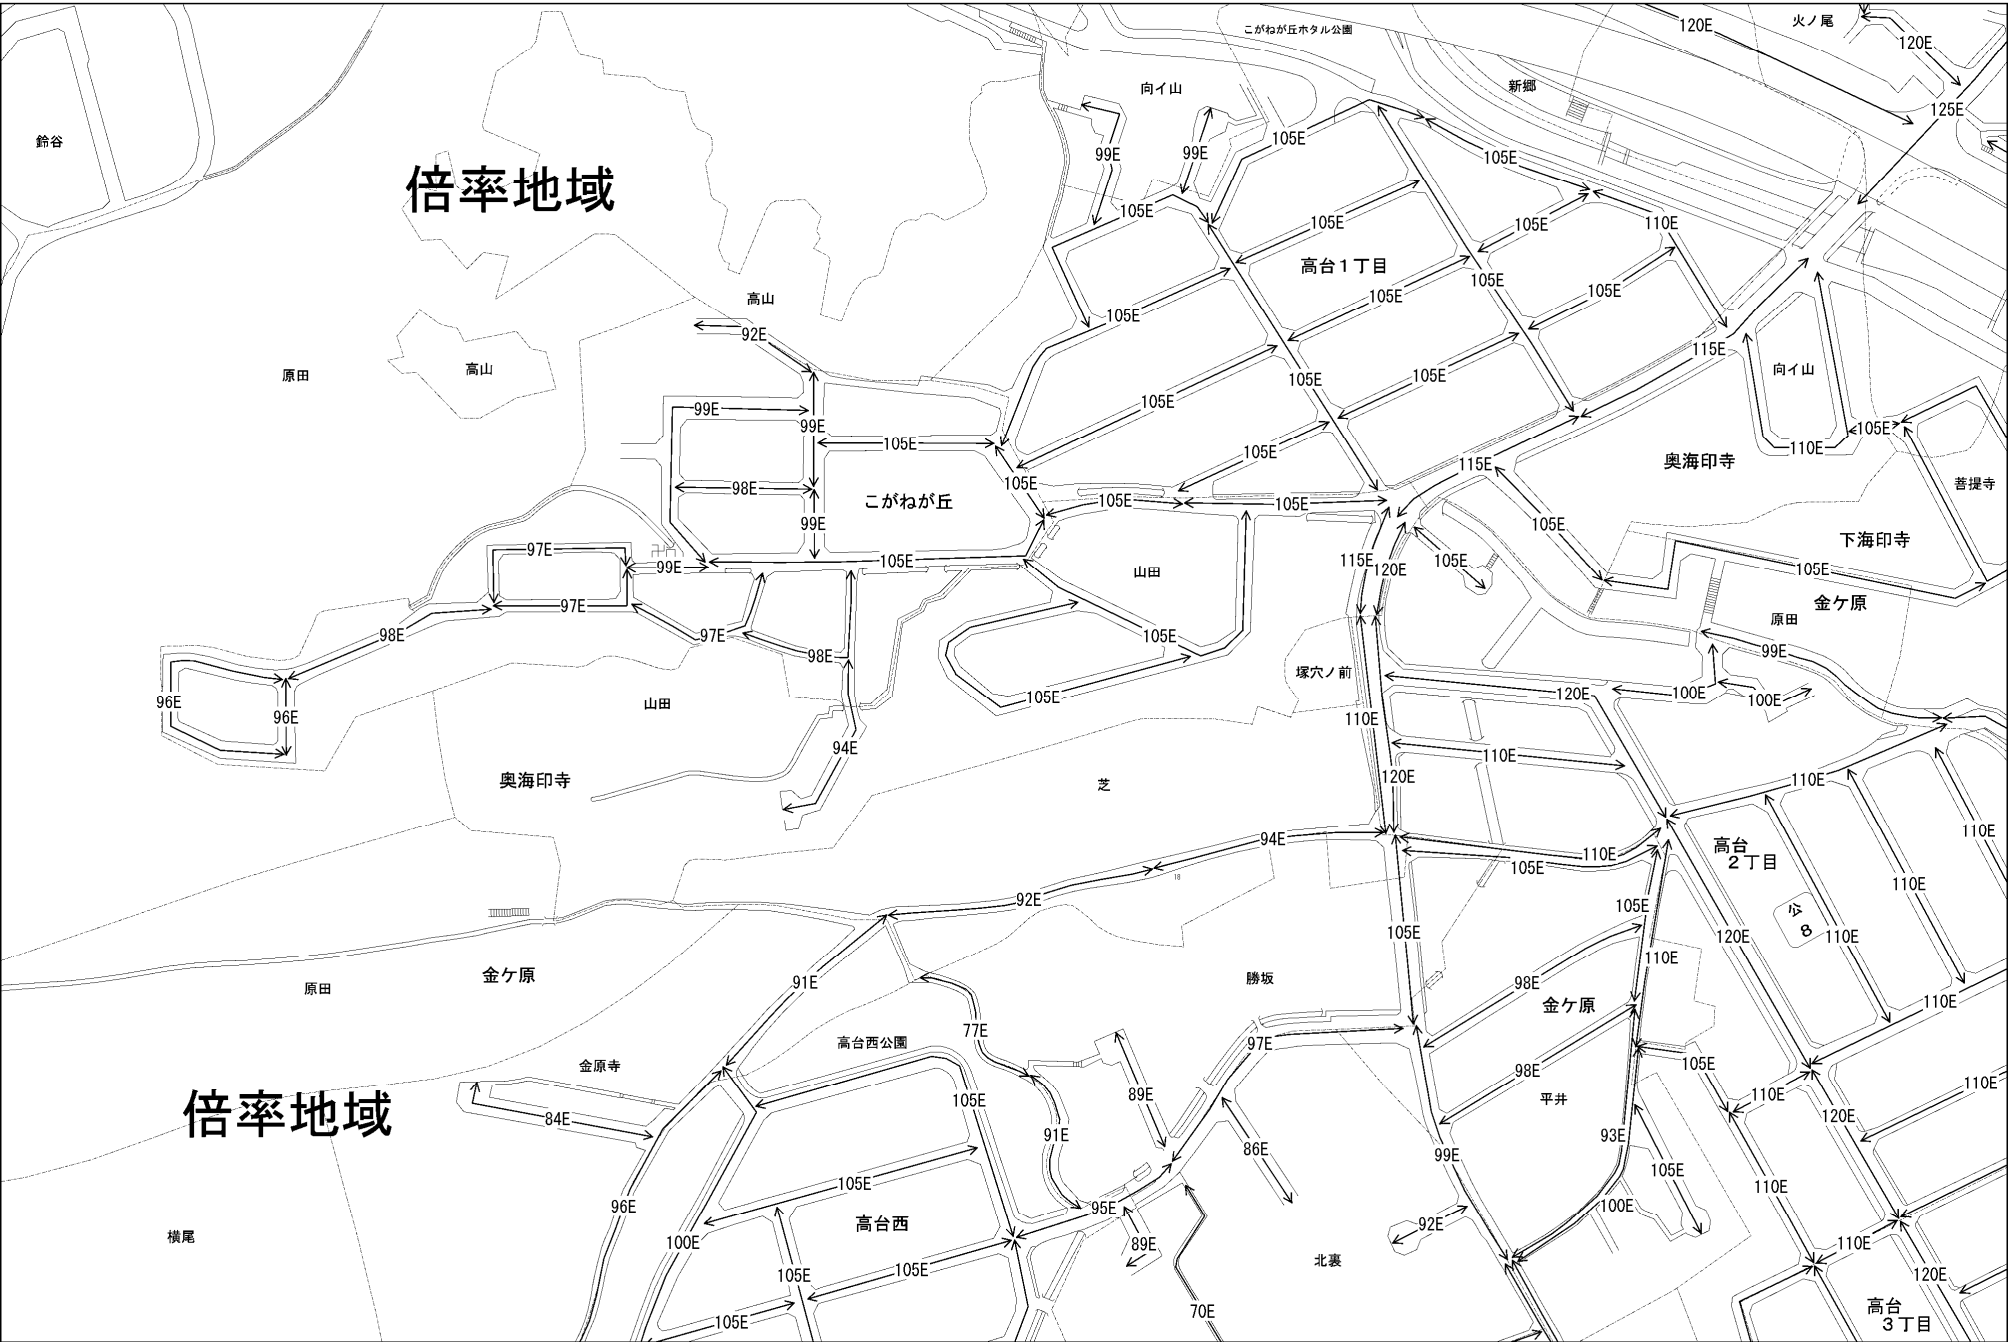 こがねが丘ホタル公園
120E
火ノ尾
120E
125E
新郷
向イ山
鈴谷
倍率地域
99E
99E
105E
105E
105E
105E
105E
110E
高台1丁目
105E
105E
105E
105E
高山
92E
105E
115E
原田
高山
向イ山
105E
105E
99E
99E
105E
105E
110E
105E
105E
105E
115E
奥海印寺
菩提寺
98E
こがねが丘
105E
105E
105E
99E
105E
下海印寺
97E
99E
105E
山田
115E
120E
105E
105E
金ケ原
原田
97E
98E
97E
98E
105E
99E
塚穴ノ前
96E
山田
105E
120E
100E
100E
96E
94E
110E
110E
奥海印寺
芝
120E
110E
110E
94E
110E
105E
高台
2丁目
18
110E
92E
105E
公
8
105E
120E
110E
原田
金ケ原
91E
勝坂
110E
98E
金ケ原
110E
77E
高台西公園
97E
金原寺
98E
105E
110E
倍率地域
84E
105E
89E
平井
110E
120E
91E
86E
93E
99E
105E
105E
110E
96E
95E
100E
横尾
高台西
92E
100E
89E
北裏
110E
105E
105E
120E
105E
70E
高台
3丁目